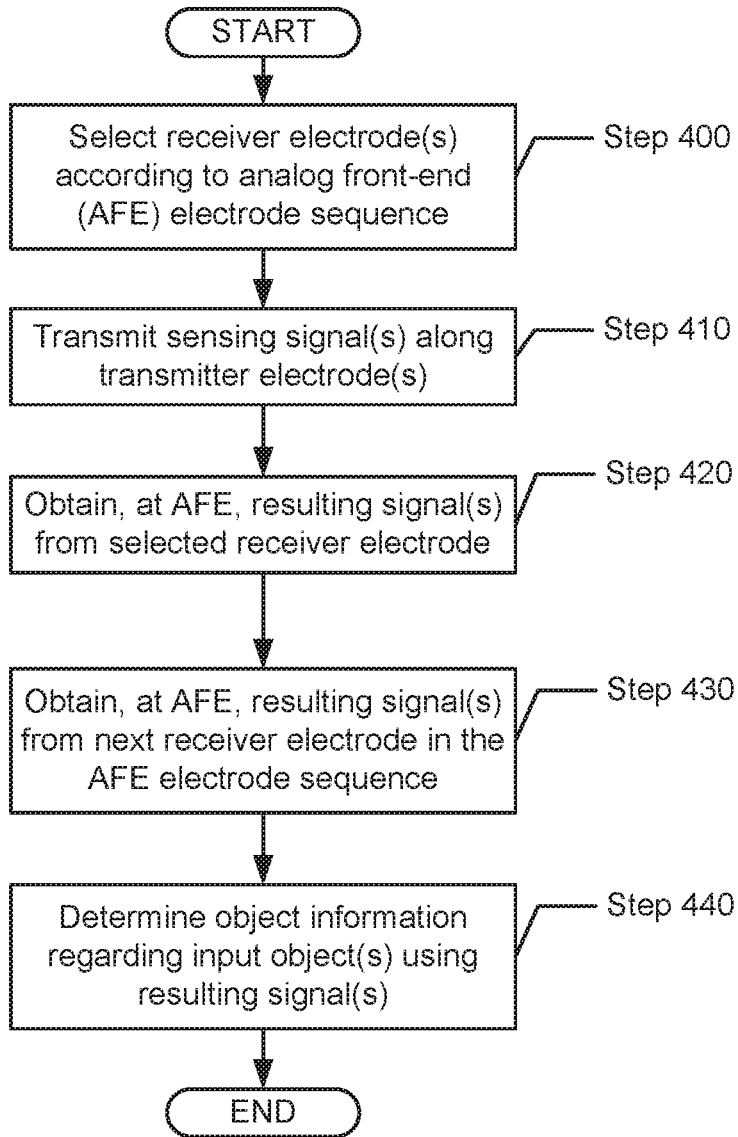 START
Select receiver electrode(s)
according to analog front-end
(AFE) electrode sequence
Step 400
Transmit sensing signal(s) along
transmitter electrode(s)
Step 410
Obtain, at AFE, resulting signal(s)
from selected receiver electrode
Step 420
Obtain, at AFE, resulting signal(s)
from next receiver electrode in the
AFE electrode sequence
Step 430
Determine object information
regarding input object(s) using
resulting signal(s)
Step 440
END